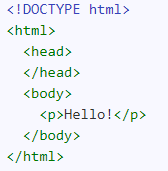 <!DOCTYPE html>
<html>
  <head>
  </head>
  <body>
    <p>Hello!</p>
  </body>
</html>